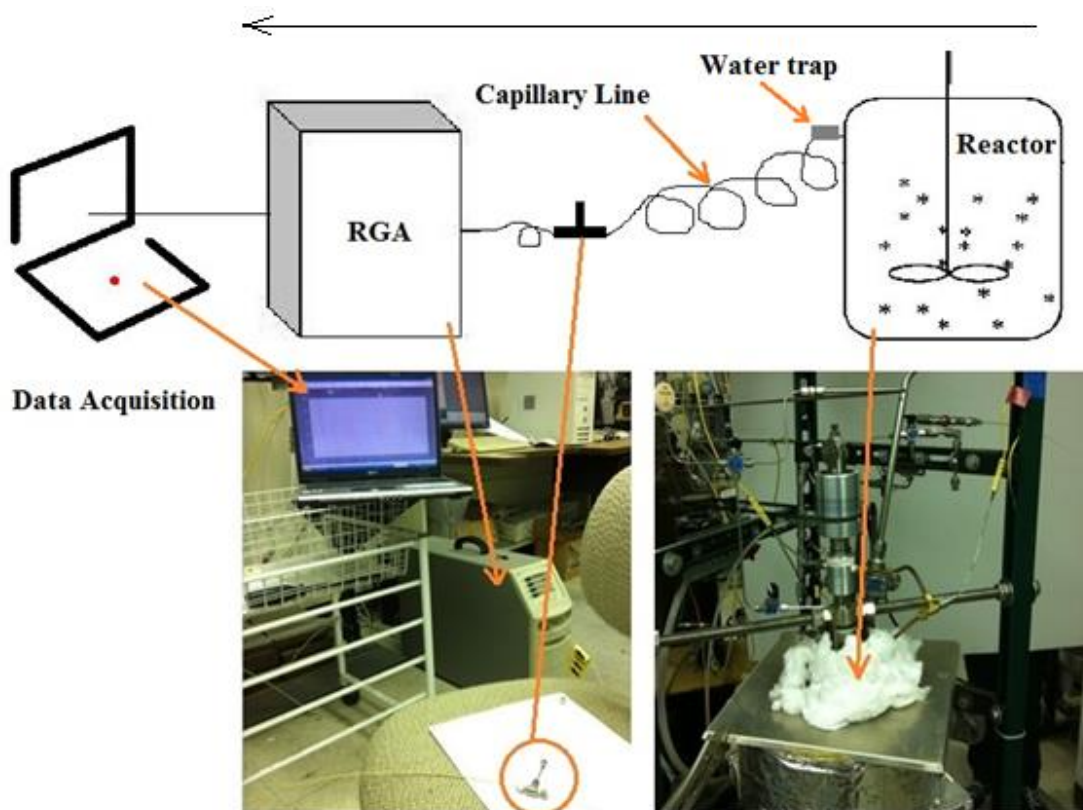 Water trap
Capillary Line
Reactor
RGA
Data Acquisition